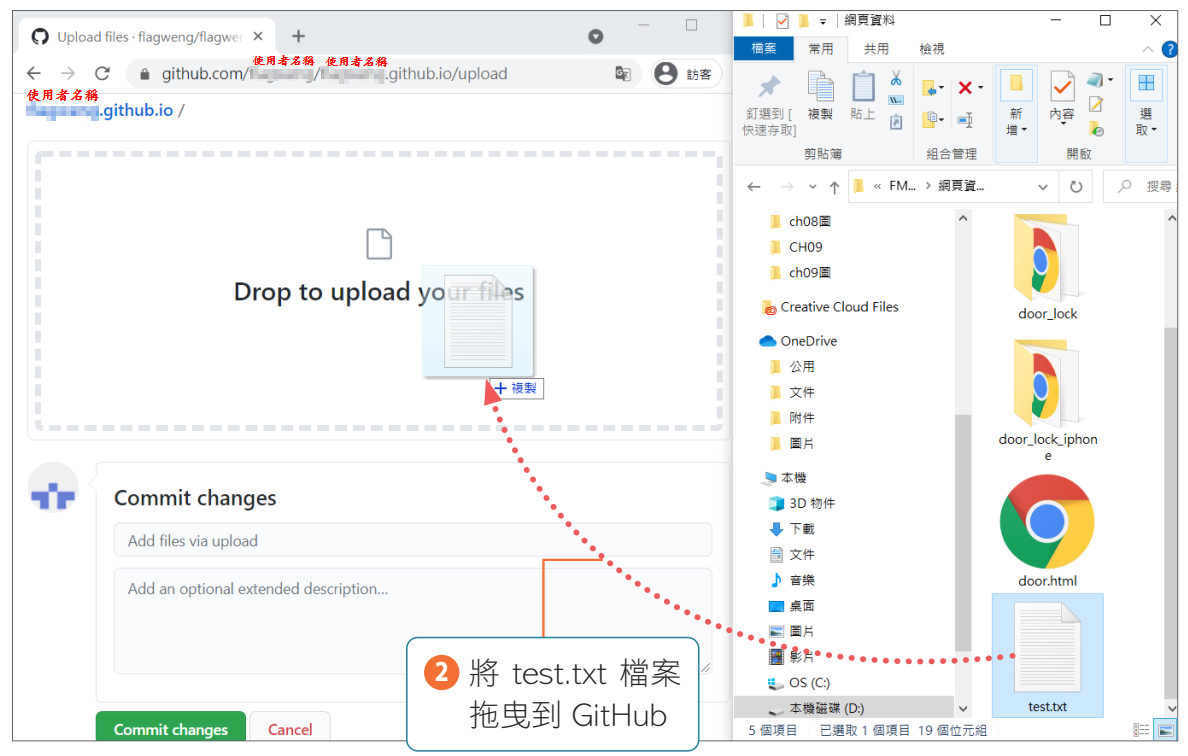 Upload files · flagweng/flagwer
使用者名稱 使用者名稱
github.com/
/
.github.io/upload
訪客
使用者名稱
.github.io /
Drop to upload your files
+ 複製
Commit changes
Add files via upload
Add an optional extended description...
Commit changes
Cancel
2 將 test.txt 檔案
拖曳到 GitHub
網頁資料
檔案
常用
共用
檢視
釘選到 [
快速存取]
複製
貼上
新
增
內容
選
取
剪貼簿
組合管理
開啟
« FM... › 網頁資...
搜尋
ch08圖
CH09
ch09圖
Creative Cloud Files
OneDrive
公用
文件
附件
圖片
本機
3D 物件
下載
文件
音樂
桌面
圖片
影片
OS (C:)
本機磁碟 (D:)
door_lock
door_lock_iphon
e
door.html
test.txt
5 個項目
已選取 1 個項目 19 個位元組